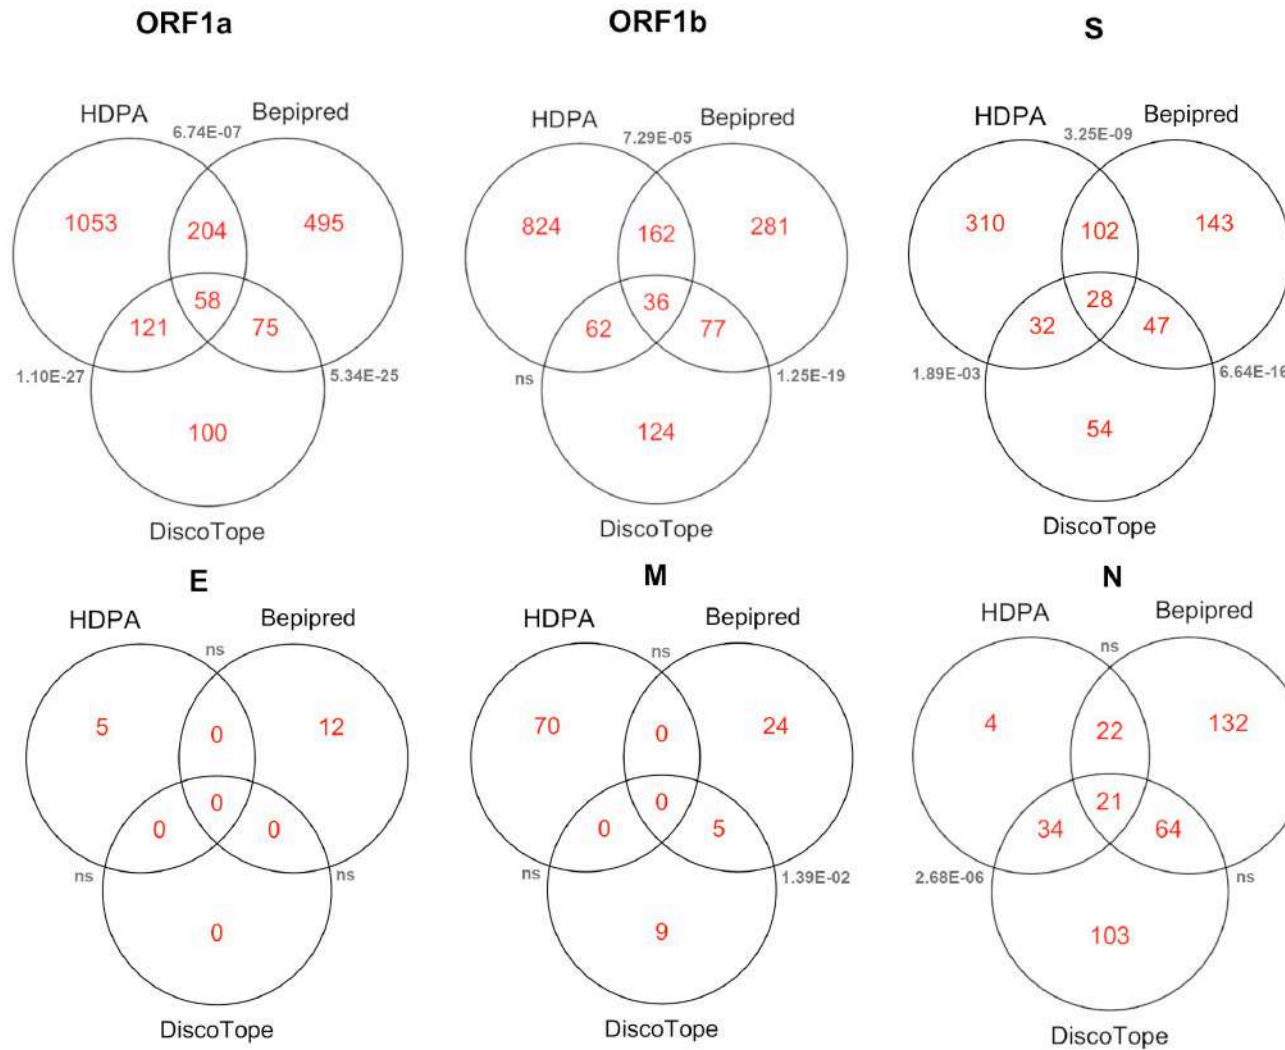 ORF1a
HDPA
Bepipred
6.74E-07
1053
204
495
58
121
75
1.10E-27
5.34E-25
100
DiscoTope
ORF1b
HDPA
Bepipred
7.29E-05
824
162
281
36
62
77
ns
1.25E-19
124
DiscoTope
S
HDPA
Bepipred
3.25E-09
310
102
143
28
32
47
1.89E-03
6.64E-16
54
DiscoTope
E
HDPA
Bepipred
ns
5
0
12
0
0
0
ns
ns
0
DiscoTope
M
HDPA
Bepipred
ns
70
0
24
0
0
5
ns
1.39E-02
9
DiscoTope
N
HDPA
Bepipred
ns
4
22
132
21
34
64
2.68E-06
ns
103
DiscoTope